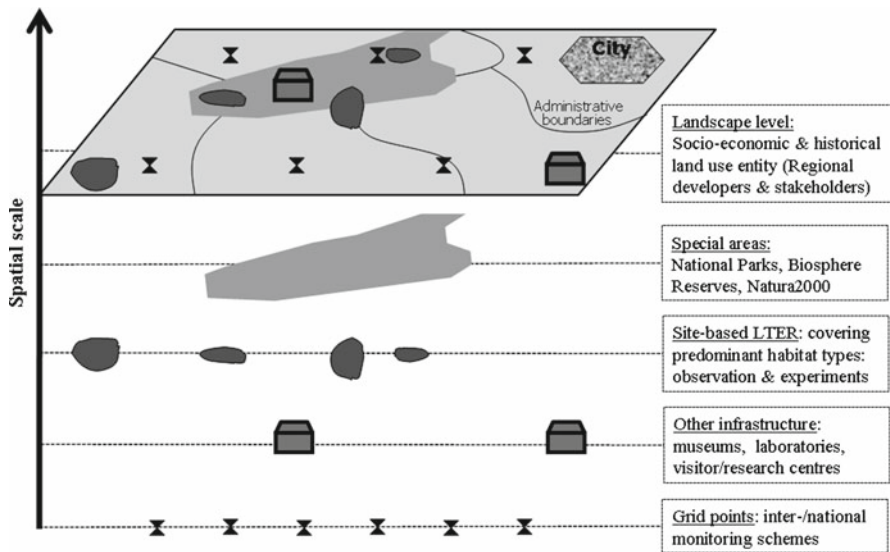 City
Administrative
boundaries
Spatial scale
Landscape level:
Socio-economic & historical
land use entity (Regional
developers & stakeholders)
Special areas:
National Parks, Biosphere
Reserves, Natura2000
Site-based LTER: covering
predominant habitat types:
observation & experiments
Other infrastructure:
museums, laboratories,
visitor/research centres
Grid points: inter-/national
monitoring schemes